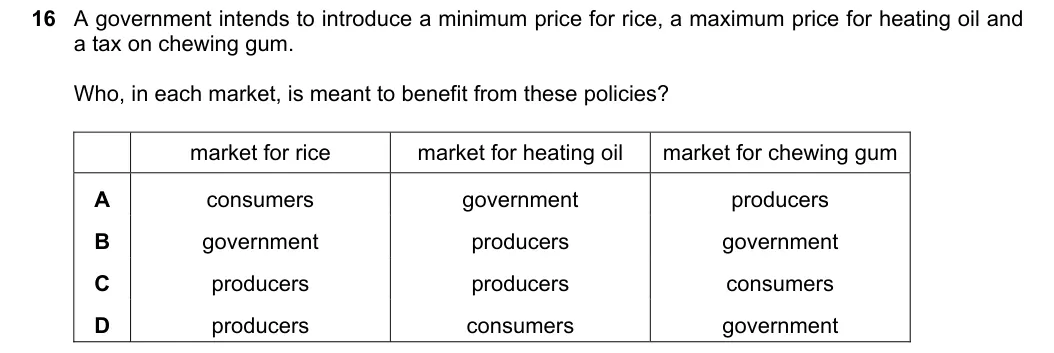 16 A government intends to introduce a minimum price for rice, a maximum price for heating oil and
a tax on chewing gum.
Who, in each market, is meant to benefit from these policies?
market for rice market for heating oil market for chewing gum
A consumers government producers
B government producers government
C producers producers consumers
D producers consumers government